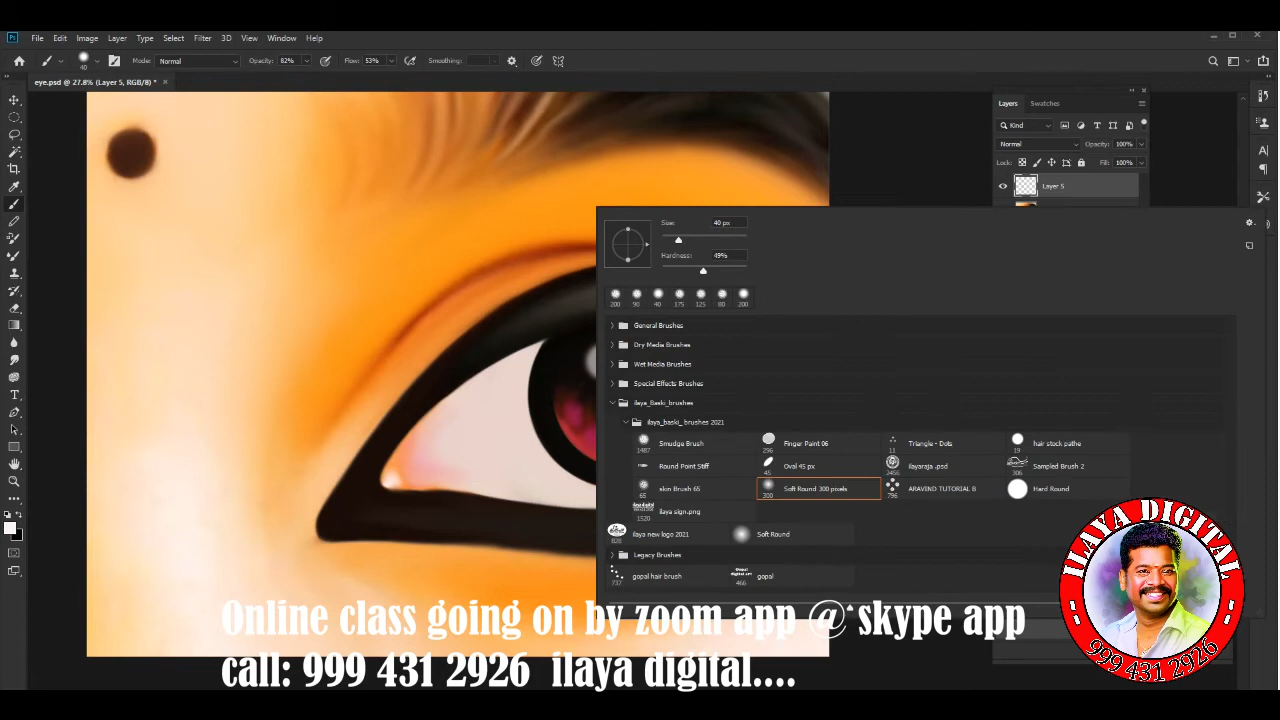 Ps File Edit Image Layer Type Select Filter 3D View Window Help
40 Mode: Normal Opacity: 82% Flow: 53% Smoothing:
eye.psd @ 27.8% (Layer 5, RGB/8) *
Layers Swatches
Kind
Normal Opacity: 100%
Lock: Fill: 100%
Layer 5
Size: 40 px
Hardness: 49%
200 90 40 175 125 80 200
General Brushes
Dry Media Brushes
Wet Media Brushes
Special Effects Brushes
ilaya_Baski_brushes
ilaya_baski_ brushes 2021
1487 Smudge Brush 296 Finger Paint 06 11 Triangle - Dots 19 hair stock pathe
Round Point Stiff 45 Oval 45 px 2456 ilayaraja .psd 306 Sampled Brush 2
65 skin Brush 65 300 Soft Round 300 pixels 796 ARAVIND TUTORIAL B Hard Round
1520 ilaya sign.png
828 ilaya new logo 2021 Soft Round
Legacy Brushes
737 gopal hair brush 466 gopal
Online class going on by zoom app @ skype app
call: 999 431 2926 ilaya digital....
ILAYA DIGITAL
999 431 2926